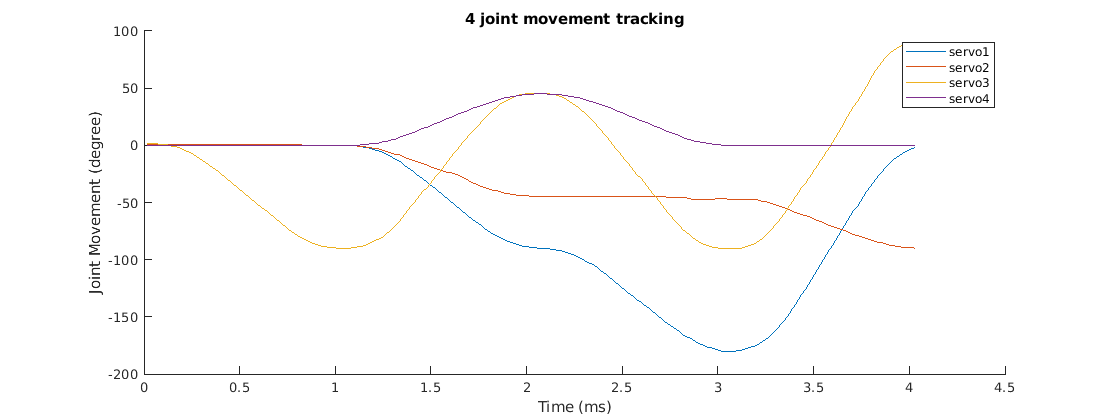 4 joint movement tracking
Joint Movement (degree)
100
50
0
-50
-100
-150
-200
servo1
servo2
servo3
servo4
0 0.5 1 1.5 2 2.5 3 3.5 4 4.5
Time (ms)